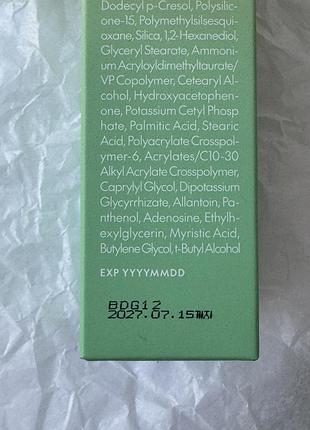 Dodecyl p-Cresol, Polysilic-
one-15, Polymethylsilsesqui-
oxane, Silica, 1,2-Hexanediol,
Glyceryl Stearate, Ammoni-
um Acryloyldimethyltaurate/
VP Copolymer, Cetearyl Al-
cohol, Hydroxyacetophen-
one, Potassium Cetyl Phosp
hate, Palmitic Acid, Stearic
Acid, Polyacrylate Crosspoly-
mer-6, Acrylates/C10-30
Alkyl Acrylate Crosspolymer,
Caprylyl Glycol, Dipotassium
Glycyrrhizate, Allantoin, Pa-
nthenol, Adenosine, Ethylh-
exylglycerin, Myristic Acid,
Butylene Glycol, t-Butyl Alcohol
EXP YYYYMMDD
BDG12
2027.07.15까지